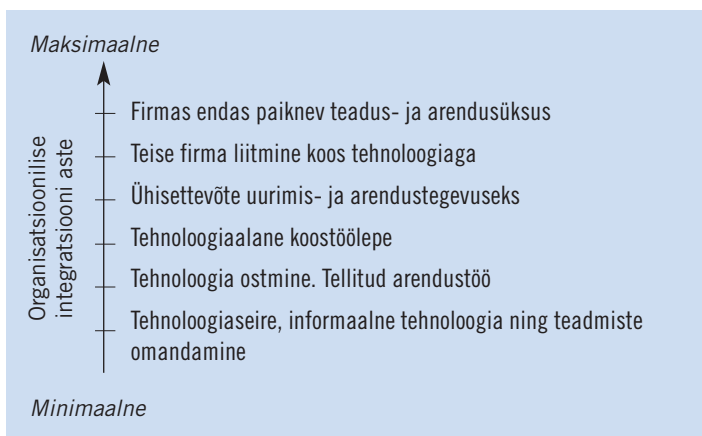 Maksimaalne
Organisatsioonilise
integratsiooni aste
Firmas endas paiknev teadus- ja arendusüksus
Teise firma liitmine koos tehnoloogiaga
Ühisettevõte uurimis- ja arendustegevuseks
Tehnoloogiaalane koostöölepe
Tehnoloogia ostmine. Tellitud arendustöö
Tehnoloogiaseire, informaalne tehnoloogia ning teadmiste
omandamine
Minimaalne